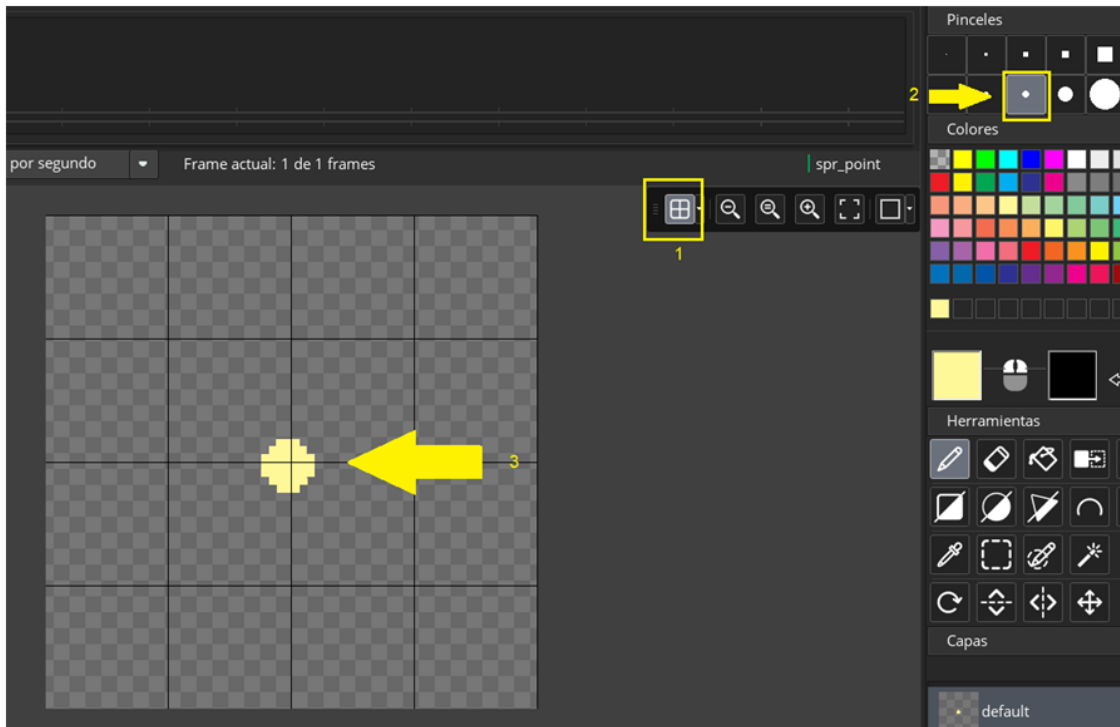 Pinceles
2
Colores
por segundo
Frame actual: 1 de 1 frames
spr_point
1
3
Herramientas
Capas
default